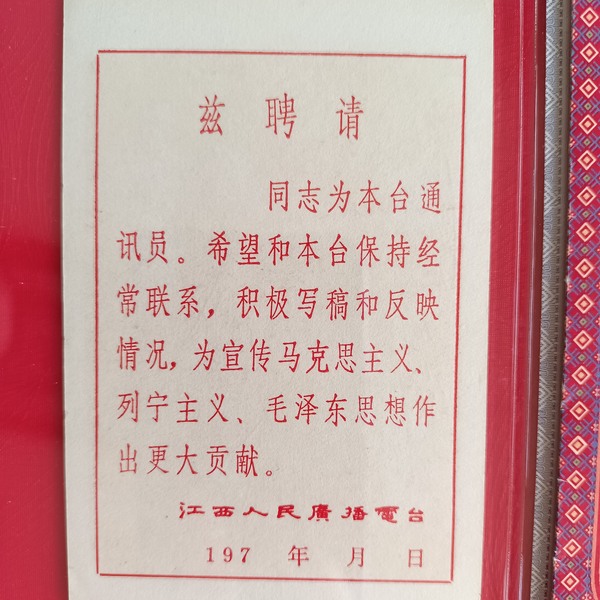 兹聘请
同志为本台通
讯员。希望和本台保持经
常联系，积极写稿和反映
情况，为宣传马克思主义、
列宁主义、毛泽东思想作
出更大贡献。
江西人民廣播電台
197 年 月 日